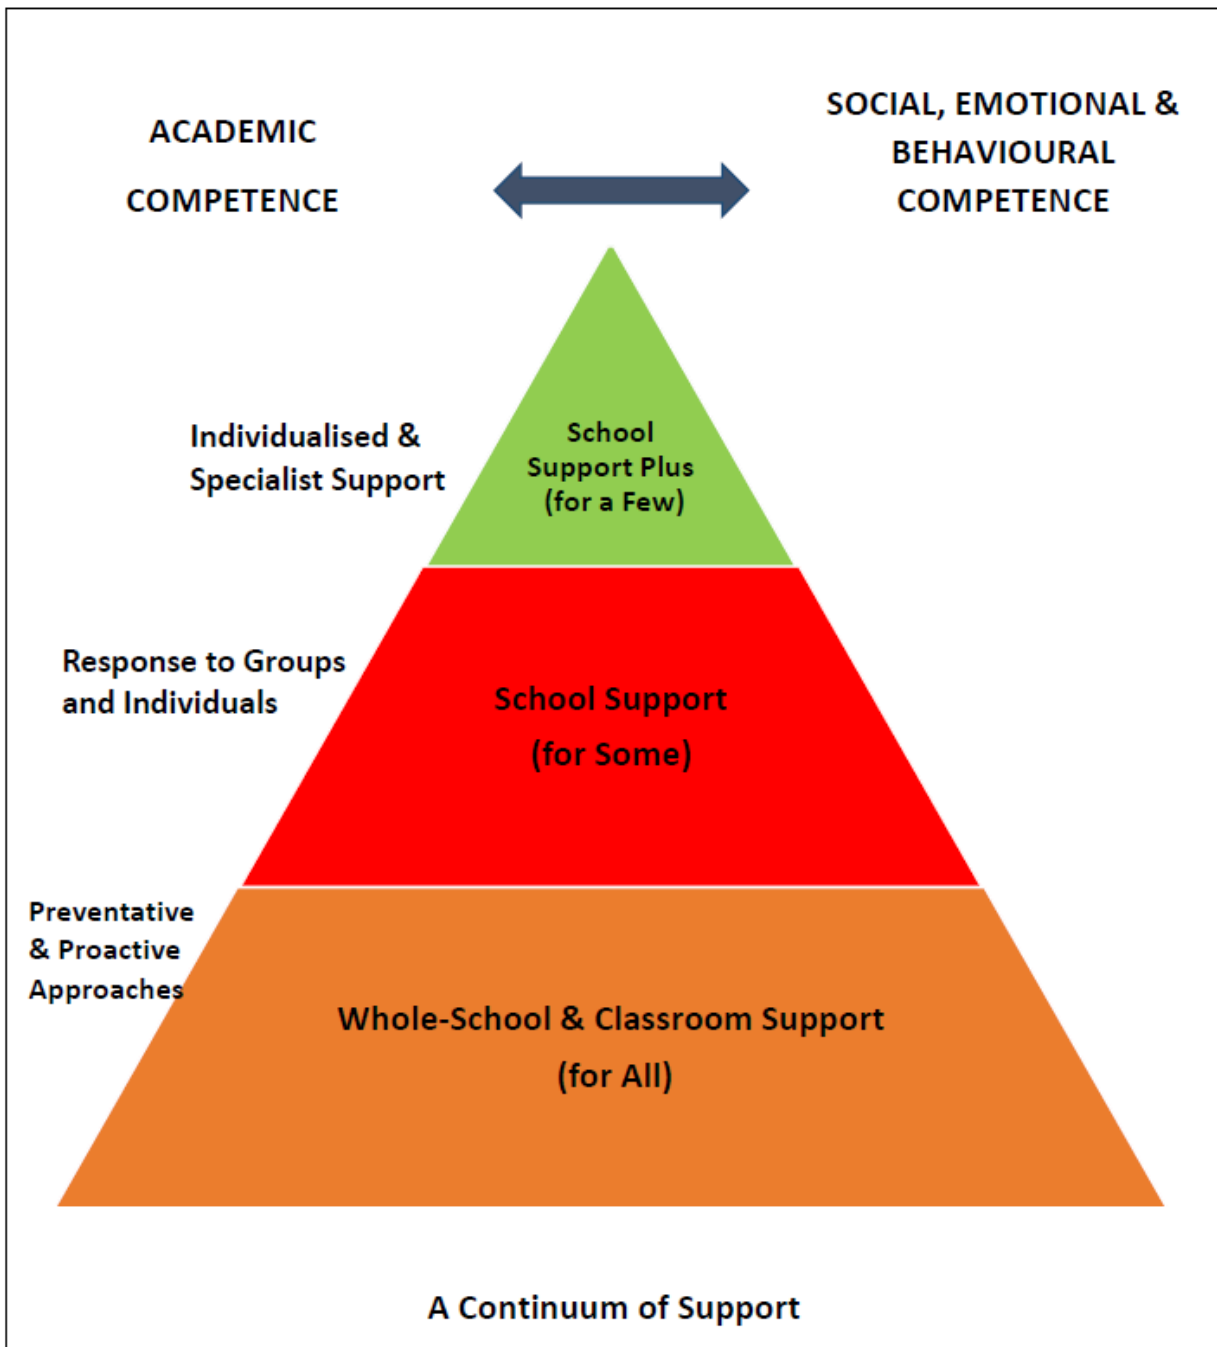 ACADEMIC
COMPETENCE
SOCIAL, EMOTIONAL &
BEHAVIOURAL
COMPETENCE
Individualised &
Specialist Support
School
Support Plus
(for a Few)
Response to Groups
and Individuals
School Support
(for Some)
Preventative
& Proactive
Approaches
Whole-School & Classroom Support
(for All)
A Continuum of Support